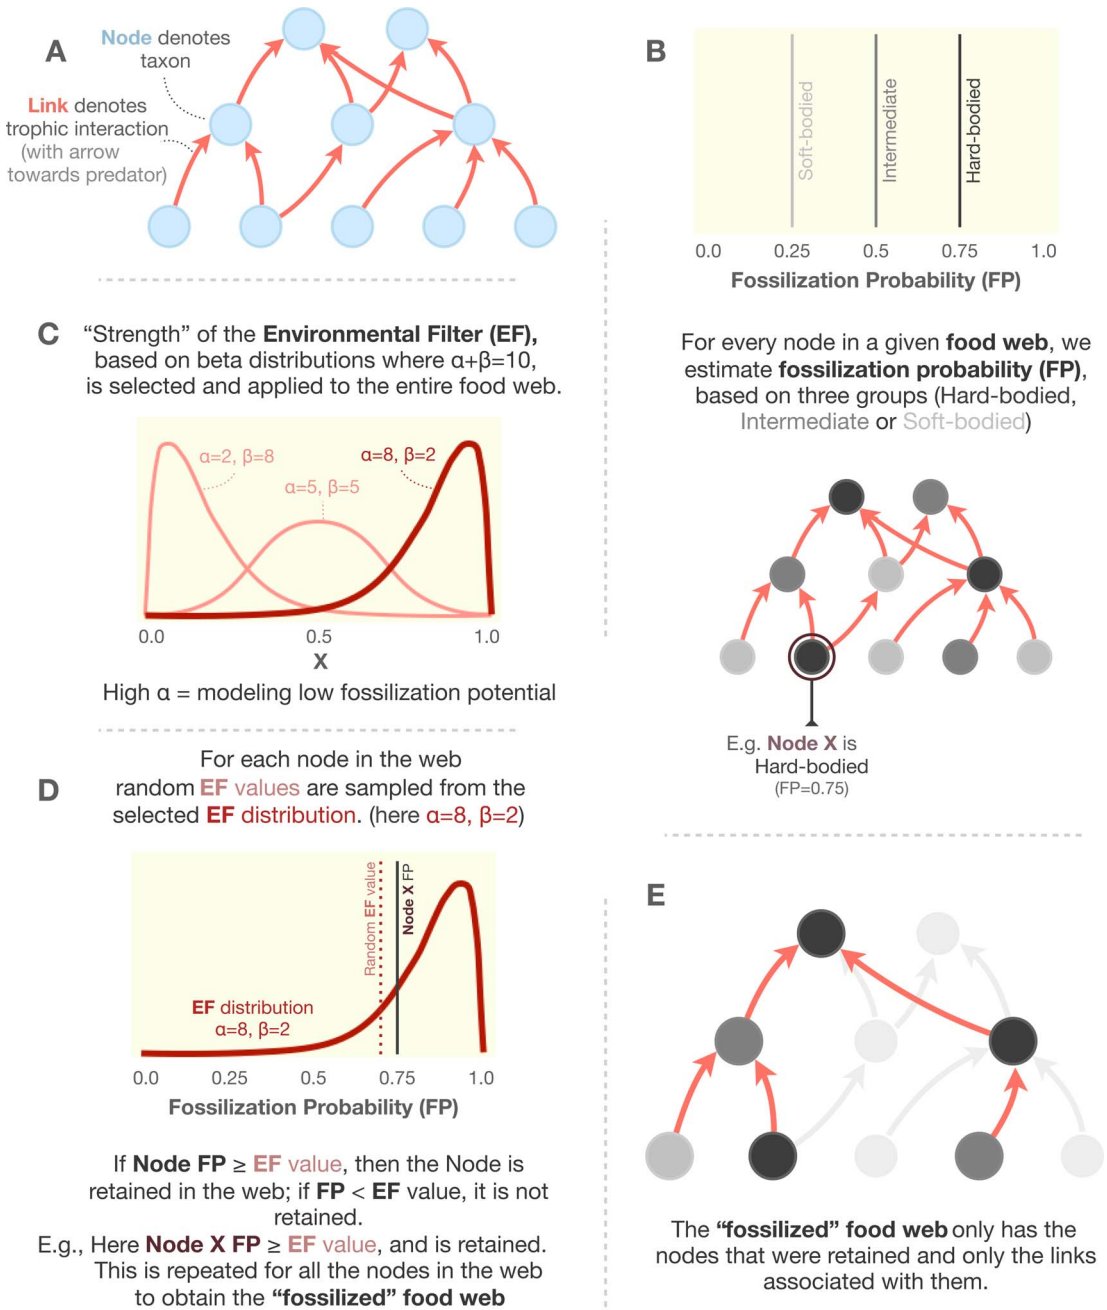 A
Node denotes
taxon
Link denotes
trophic interaction
(with arrow
towards predator)
B
Soft-bodied
Intermediate
Hard-bodied
0.0 0.25 0.5 0.75 1.0
Fossilization Probability (FP)
For every node in a given food web, we
estimate fossilization probability (FP),
based on three groups (Hard-bodied,
Intermediate or Soft-bodied)
E.g. Node X is
Hard-bodied
(FP=0.75)
C
“Strength” of the Environmental Filter (EF),
based on beta distributions where α+β=10,
is selected and applied to the entire food web.
α=2, β=8
α=5, β=5
α=8, β=2
0.0 0.5 1.0
X
High α = modeling low fossilization potential
D
For each node in the web
random EF values are sampled from the
selected EF distribution. (here α=8, β=2)
Random EF value
Node X FP
EF distribution
α=8, β=2
0.0 0.25 0.5 0.75 1.0
Fossilization Probability (FP)
If Node FP ≥ EF value, then the Node is
retained in the web; if FP < EF value, it is not
retained.
E.g., Here Node X FP ≥ EF value, and is retained.
This is repeated for all the nodes in the web
to obtain the “fossilized” food web
E
The “fossilized” food web only has the
nodes that were retained and only the links
associated with them.